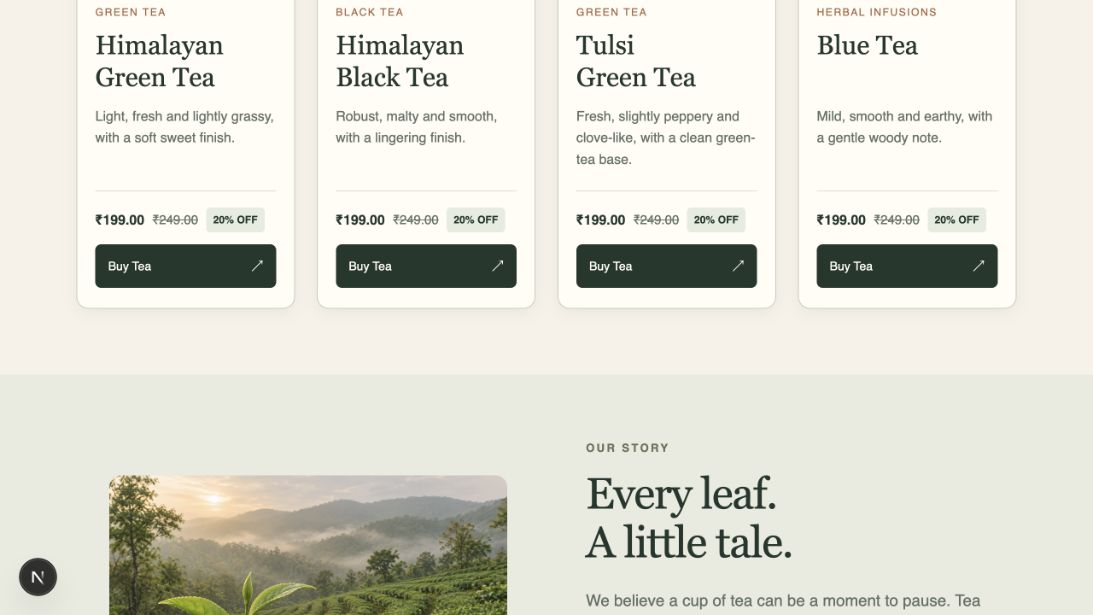 GREEN TEA
Himalayan
Green Tea
Light, fresh and lightly grassy,
with a soft sweet finish.
₹199.00 ₹249.00 20% OFF
Buy Tea
BLACK TEA
Himalayan
Black Tea
Robust, malty and smooth,
with a lingering finish.
₹199.00 ₹249.00 20% OFF
Buy Tea
GREEN TEA
Tulsi
Green Tea
Fresh, slightly peppery and
clove-like, with a clean green-
tea base.
₹199.00 ₹249.00 20% OFF
Buy Tea
HERBAL INFUSIONS
Blue Tea
Mild, smooth and earthy, with
a gentle woody note.
₹199.00 ₹249.00 20% OFF
Buy Tea
OUR STORY
Every leaf.
A little tale.
We believe a cup of tea can be a moment to pause. Tea
N